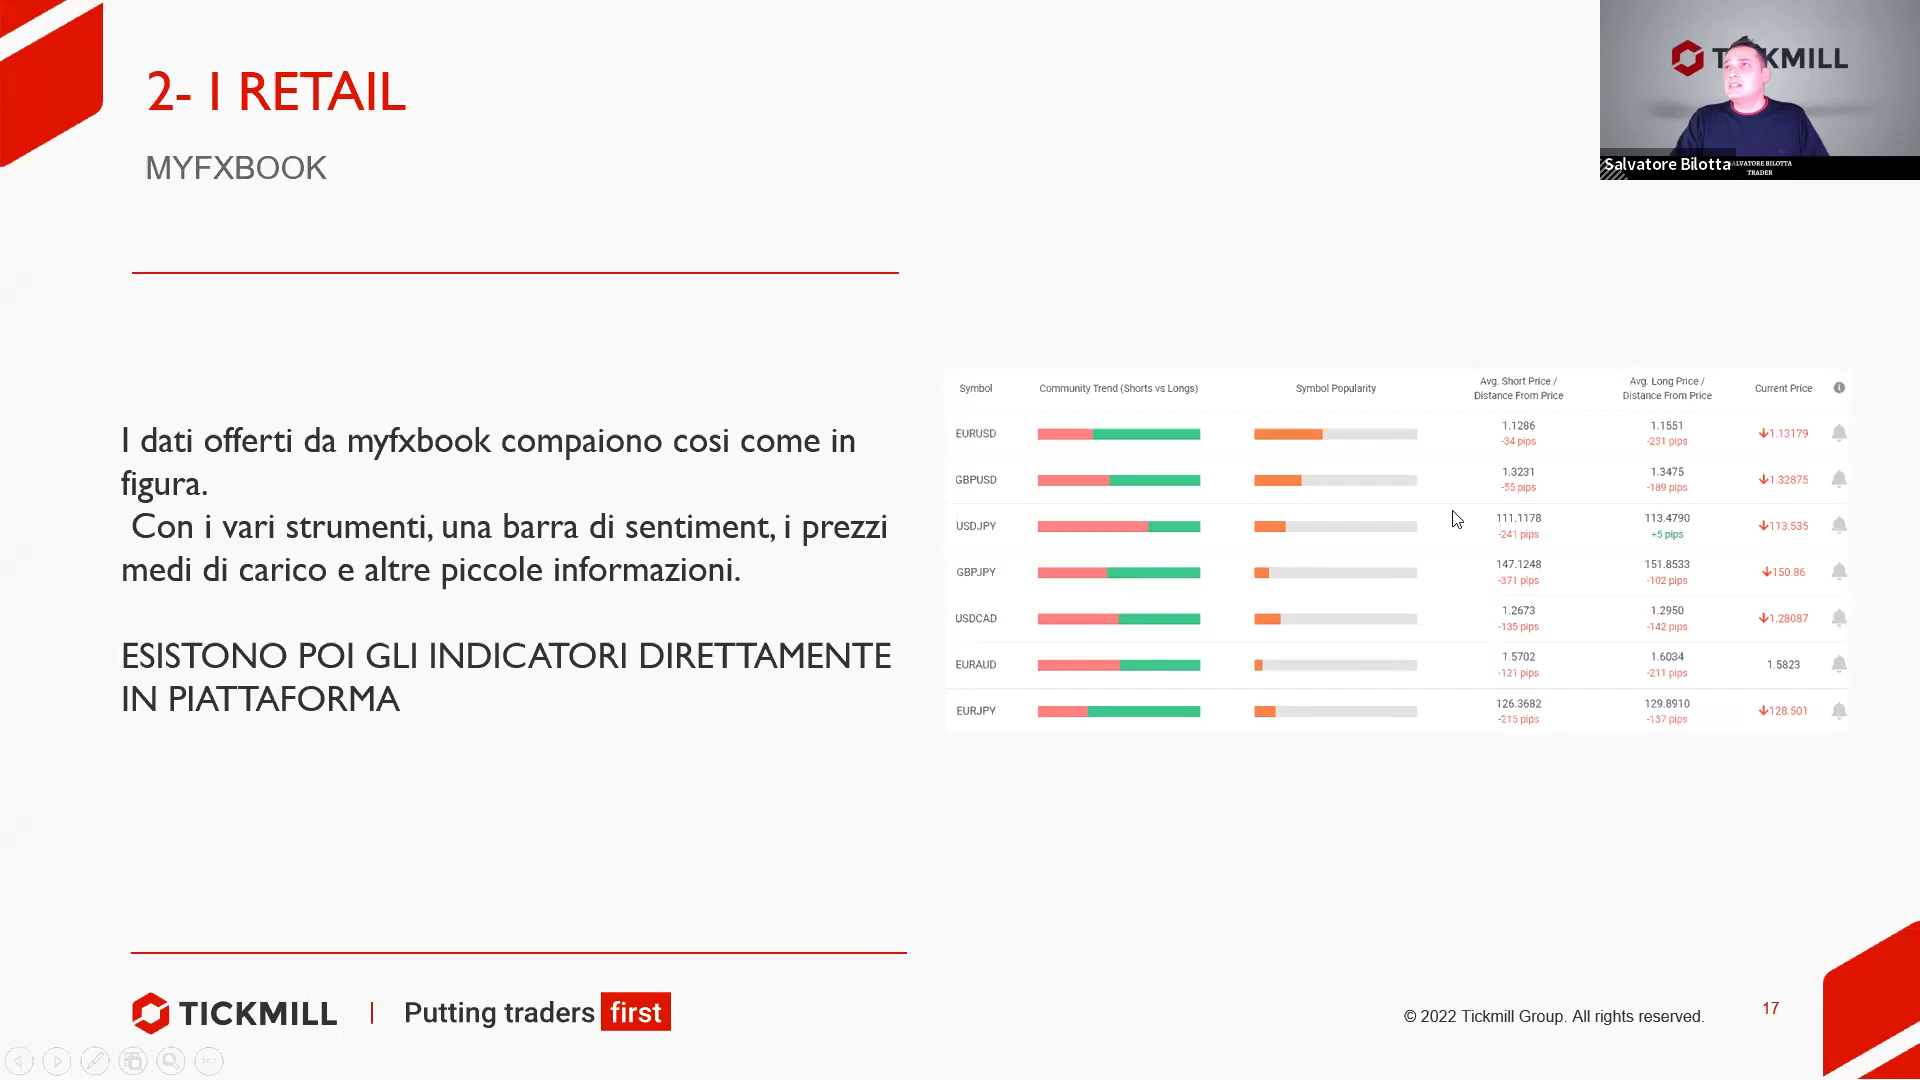 2- I RETAIL
MYFXBOOK
TICKMILL
Salvatore Bilotta
SALVATORE BILOTTA
TRADER
I dati offerti da myfxbook compaiono cosi come in
figura.
Con i vari strumenti, una barra di sentiment, i prezzi
medi di carico e altre piccole informazioni.
ESISTONO POI GLI INDICATORI DIRETTAMENTE
IN PIATTAFORMA
Symbol Community Trend (Shorts vs Longs) Symbol Popularity Avg. Short Price / Distance From Price Avg. Long Price / Distance From Price Current Price
EURUSD 1.1286 -34 pips 1.1551 -231 pips 1.13179
GBPUSD 1.3231 -55 pips 1.3475 -189 pips 1.32875
USDJPY 111.1178 -241 pips 113.4790 +5 pips 113.535
GBPJPY 147.1248 -371 pips 151.8533 -102 pips 150.86
USDCAD 1.2673 -135 pips 1.2950 -142 pips 1.28087
EURAUD 1.5702 -121 pips 1.6034 -211 pips 1.5823
EURJPY 126.3682 -215 pips 129.8910 -137 pips 128.501
TICKMILL | Putting traders first
© 2022 Tickmill Group. All rights reserved.
17